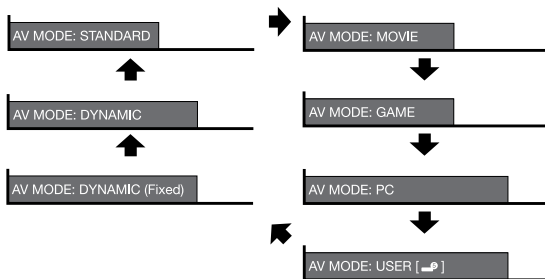 AV MODE: STANDARD
AV MODE: MOVIE
AV MODE: GAME
AV MODE: PC
AV MODE: USER [ ]
AV MODE: DYNAMIC (Fixed)
AV MODE: DYNAMIC